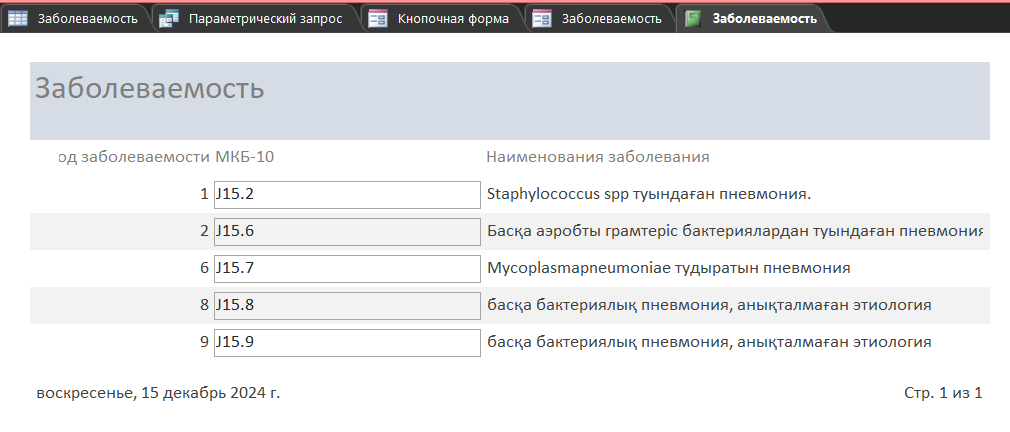 Заболеваемость Параметрический запрос Кнопочная форма Заболеваемость Заболеваемость
Заболеваемость
од заболеваемости МКБ-10 Наименования заболевания
1 J15.2 Staphylococcus spp туындаған пневмония.
2 J15.6 Басқа аэробты грамтеріс бактериялардан туындаған пневмония
6 J15.7 Mycoplasmapneumoniae тудыратын пневмония
8 J15.8 басқа бактериялық пневмония, анықталмаған этиология
9 J15.9 басқа бактериялық пневмония, анықталмаған этиология
воскресенье, 15 декабрь 2024 г. Стр. 1 из 1